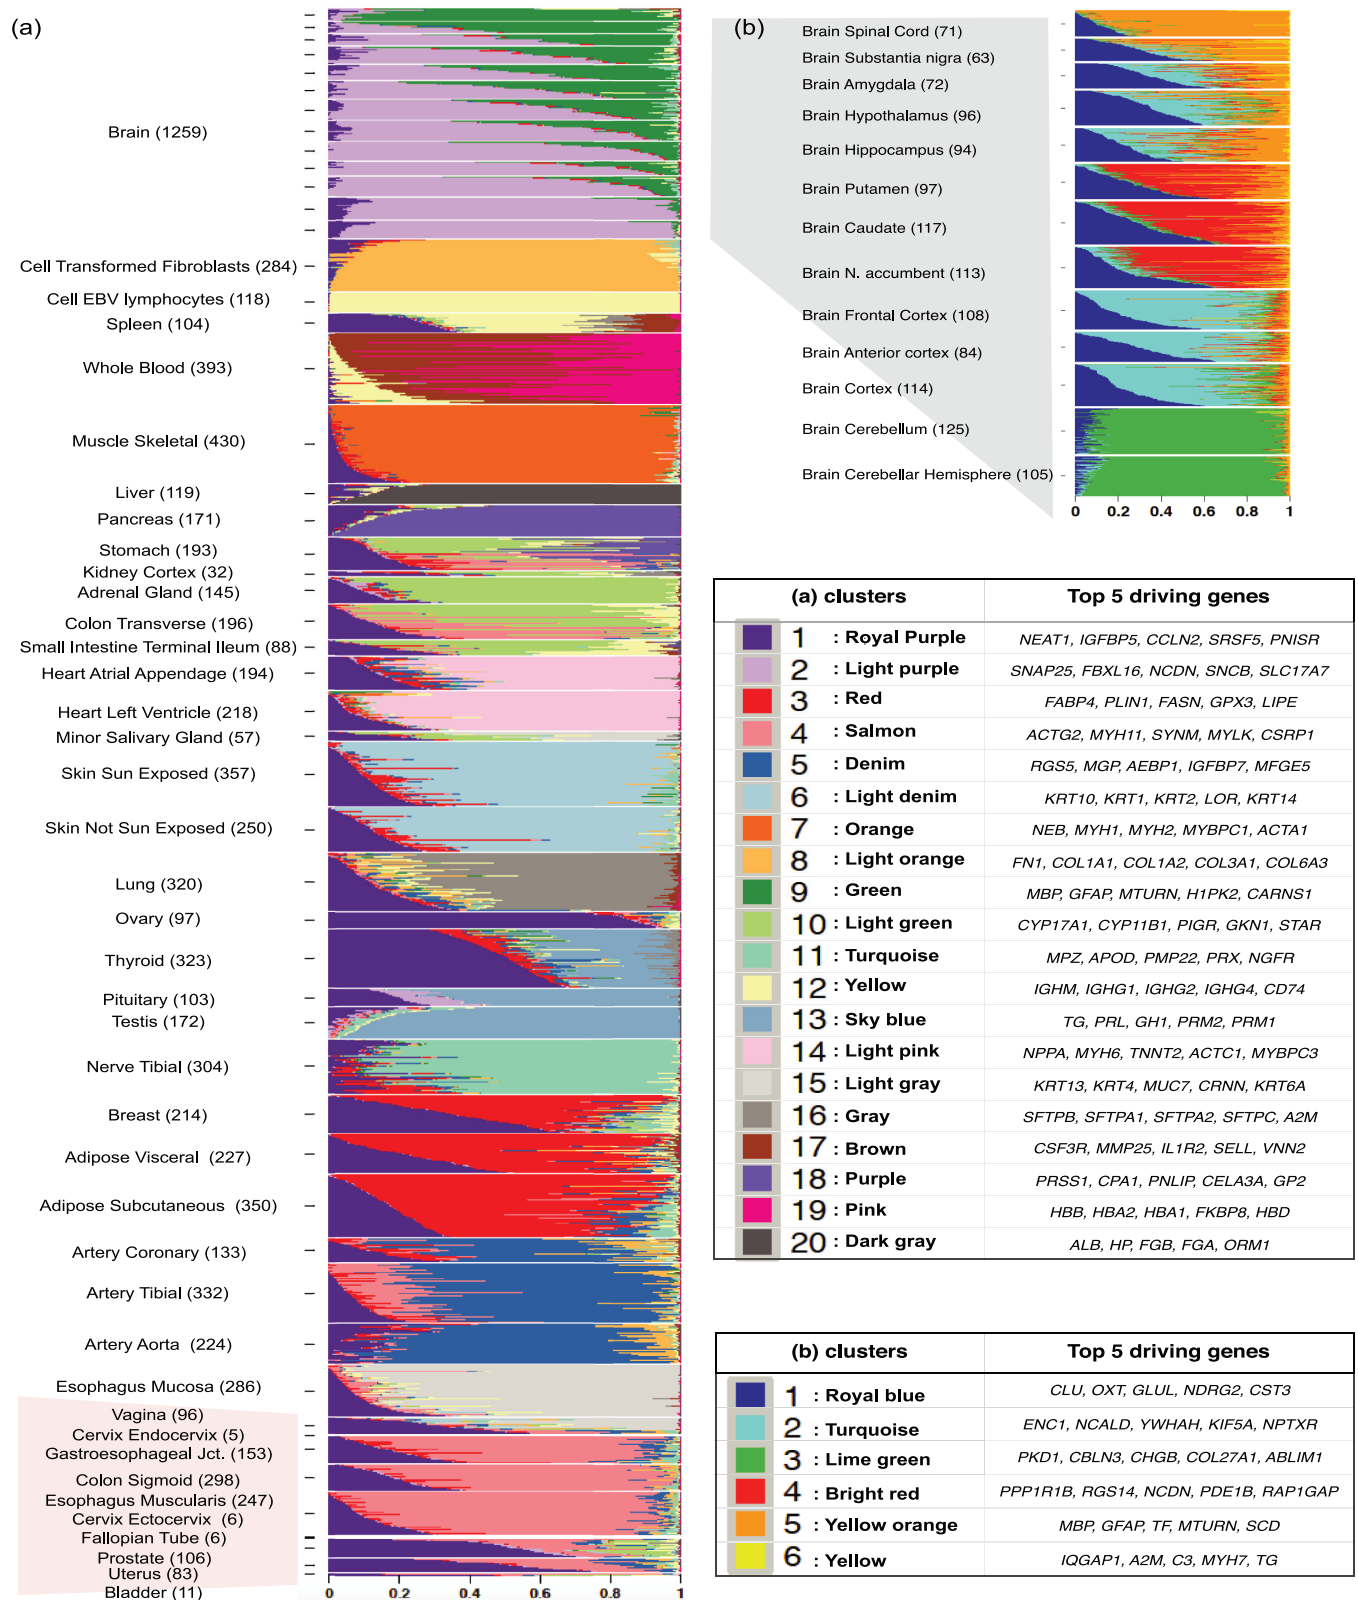 (a)
Brain (1259)
Cell Transformed Fibroblasts (284)
Cell EBV lymphocytes (118)
Spleen (104)
Whole Blood (393)
Muscle Skeletal (430)
Liver (119)
Pancreas (171)
Stomach (193)
Kidney Cortex (32)
Adrenal Gland (145)
Colon Transverse (196)
Small Intestine Terminal Ileum (88)
Heart Atrial Appendage (194)
Heart Left Ventricle (218)
Minor Salivary Gland (57)
Skin Sun Exposed (357)
Skin Not Sun Exposed (250)
Lung (320)
Ovary (97)
Thyroid (323)
Pituitary (103)
Testis (172)
Nerve Tibial (304)
Breast (214)
Adipose Visceral (227)
Adipose Subcutaneous (350)
Artery Coronary (133)
Artery Tibial (332)
Artery Aorta (224)
Esophagus Mucosa (286)
Vagina (96)
Cervix Endocervix (5)
Gastroesophageal Jct. (153)
Colon Sigmoid (298)
Esophagus Muscularis (247)
Cervix Ectocervix (6)
Fallopian Tube (6)
Prostate (106)
Uterus (83)
Bladder (11)
0 0.2 0.4 0.6 0.8 1
(b)
Brain Spinal Cord (71)
Brain Substantia nigra (63)
Brain Amygdala (72)
Brain Hypothalamus (96)
Brain Hippocampus (94)
Brain Putamen (97)
Brain Caudate (117)
Brain N. accumbent (113)
Brain Frontal Cortex (108)
Brain Anterior cortex (84)
Brain Cortex (114)
Brain Cerebellum (125)
Brain Cerebellar Hemisphere (105)
0 0.2 0.4 0.6 0.8 1
(a) clusters Top 5 driving genes
1 : Royal Purple NEAT1, IGFBP5, CCLN2, SRSF5, PNISR
2 : Light purple SNAP25, FBXL16, NCDN, SNCB, SLC17A7
3 : Red FABP4, PLIN1, FASN, GPX3, LIPE
4 : Salmon ACTG2, MYH11, SYNM, MYLK, CSRP1
5 : Denim RGS5, MGP, AEBP1, IGFBP7, MFGE5
6 : Light denim KRT10, KRT1, KRT2, LOR, KRT14
7 : Orange NEB, MYH1, MYH2, MYBPC1, ACTA1
8 : Light orange FN1, COL1A1, COL1A2, COL3A1, COL6A3
9 : Green MBP, GFAP, MTURN, H1PK2, CARNS1
10 : Light green CYP17A1, CYP11B1, PIGR, GKN1, STAR
11 : Turquoise MPZ, APOD, PMP22, PRX, NGFR
12 : Yellow IGHM, IGHG1, IGHG2, IGHG4, CD74
13 : Sky blue TG, PRL, GH1, PRM2, PRM1
14 : Light pink NPPA, MYH6, TNNT2, ACTC1, MYBPC3
15 : Light gray KRT13, KRT4, MUC7, CRNN, KRT6A
16 : Gray SFTPB, SFTPA1, SFTPA2, SFTPC, A2M
17 : Brown CSF3R, MMP25, IL1R2, SELL, VNN2
18 : Purple PRSS1, CPA1, PNLIP, CELA3A, GP2
19 : Pink HBB, HBA2, HBA1, FKBP8, HBD
20 : Dark gray ALB, HP, FGB, FGA, ORM1
(b) clusters Top 5 driving genes
1 : Royal blue CLU, OXT, GLUL, NDRG2, CST3
2 : Turquoise ENC1, NCALD, YWHAH, KIF5A, NPTXR
3 : Lime green PKD1, CBLN3, CHGB, COL27A1, ABLIM1
4 : Bright red PPP1R1B, RGS14, NCDN, PDE1B, RAP1GAP
5 : Yellow orange MBP, GFAP, TF, MTURN, SCD
6 : Yellow IQGAP1, A2M, C3, MYH7, TG